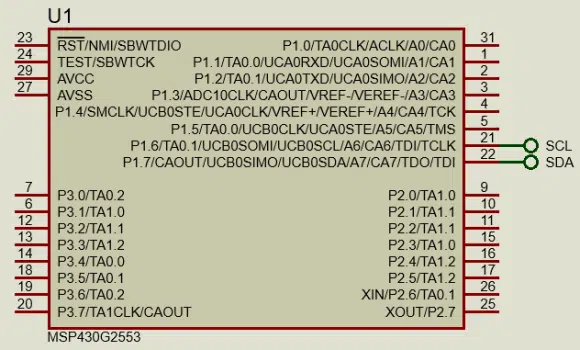 U1
23 RST/NMI/SBWTDIO P1.0/TA0CLK/ACLK/A0/CA0 31
24 TEST/SBWTCK P1.1/TA0.0/UCA0RXD/UCA0SOMI/A1/CA1 1
29 AVCC P1.2/TA0.1/UCA0TXD/UCA0SIMO/A2/CA2 2
27 AVSS P1.3/ADC10CLK/CAOUT/VREF-/VEREF-/A3/CA3 3
P1.4/SMCLK/UCB0STE/UCA0CLK/VREF+/VEREF+/A4/CA4/TCK 4
P1.5/TA0.0/UCB0CLK/UCA0STE/A5/CA5/TMS 5
P1.6/TA0.1/UCB0SOMI/UCB0SCL/A6/CA6/TDI/TCLK 21 SCL
P1.7/CAOUT/UCB0SIMO/UCB0SDA/A7/CA7/TDO/TDI 22 SDA
7 P3.0/TA0.2 P2.0/TA1.0 9
6 P3.1/TA1.0 P2.1/TA1.1 10
12 P3.2/TA1.1 P2.2/TA1.1 11
13 P3.3/TA1.2 P2.3/TA1.0 15
14 P3.4/TA0.0 P2.4/TA1.2 16
18 P3.5/TA0.1 P2.5/TA1.2 17
19 P3.6/TA0.2 XIN/P2.6/TA0.1 26
20 P3.7/TA1CLK/CAOUT XOUT/P2.7 25
MSP430G2553